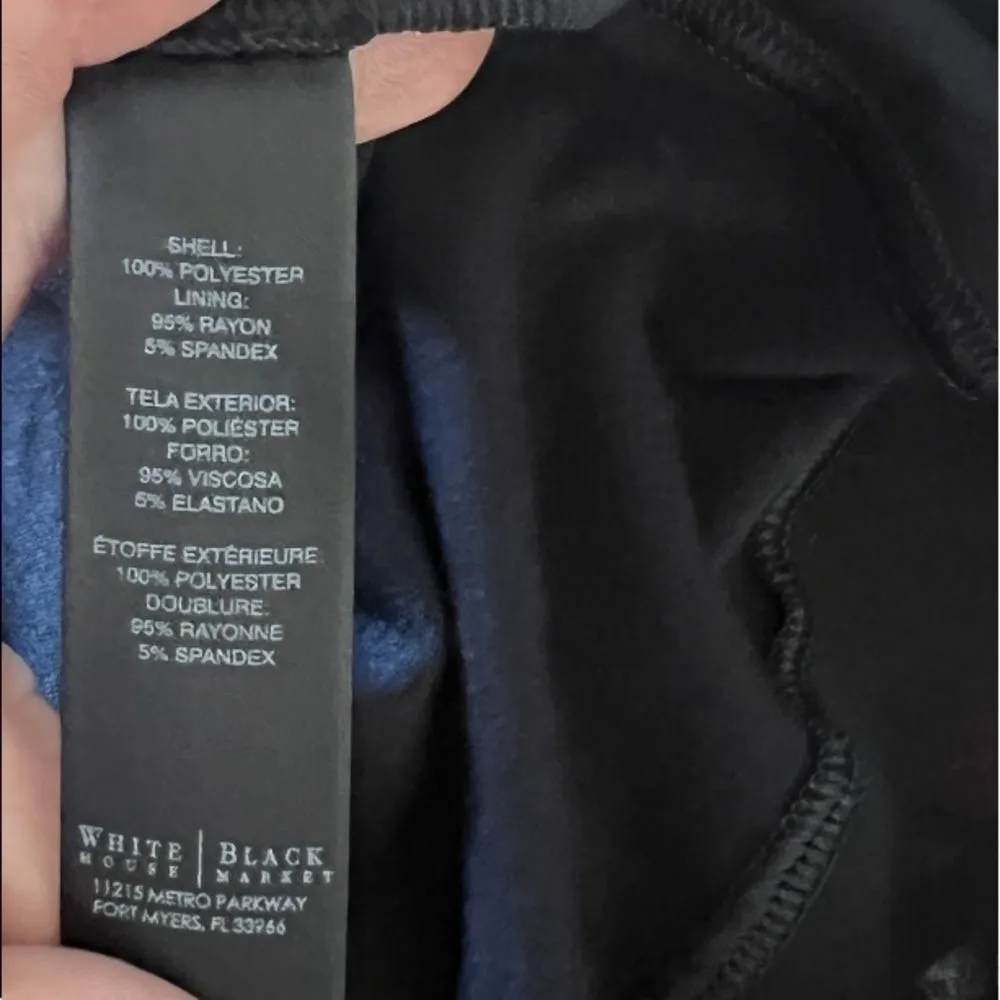 SHELL:
100% POLYESTER
LINING:
95% RAYON
5% SPANDEX
TELA EXTERIOR:
100% POLIÉSTER
FORRO:
95% VISCOSA
5% ELASTANO
ÉTOFFE EXTÉRIEURE:
100% POLYESTER
DOUBLURE:
95% RAYONNE
5% SPANDEX
WHITE | BLACK
HOUSE | MARKET
11215 METRO PARKWAY
FORT MYERS, FL 33966